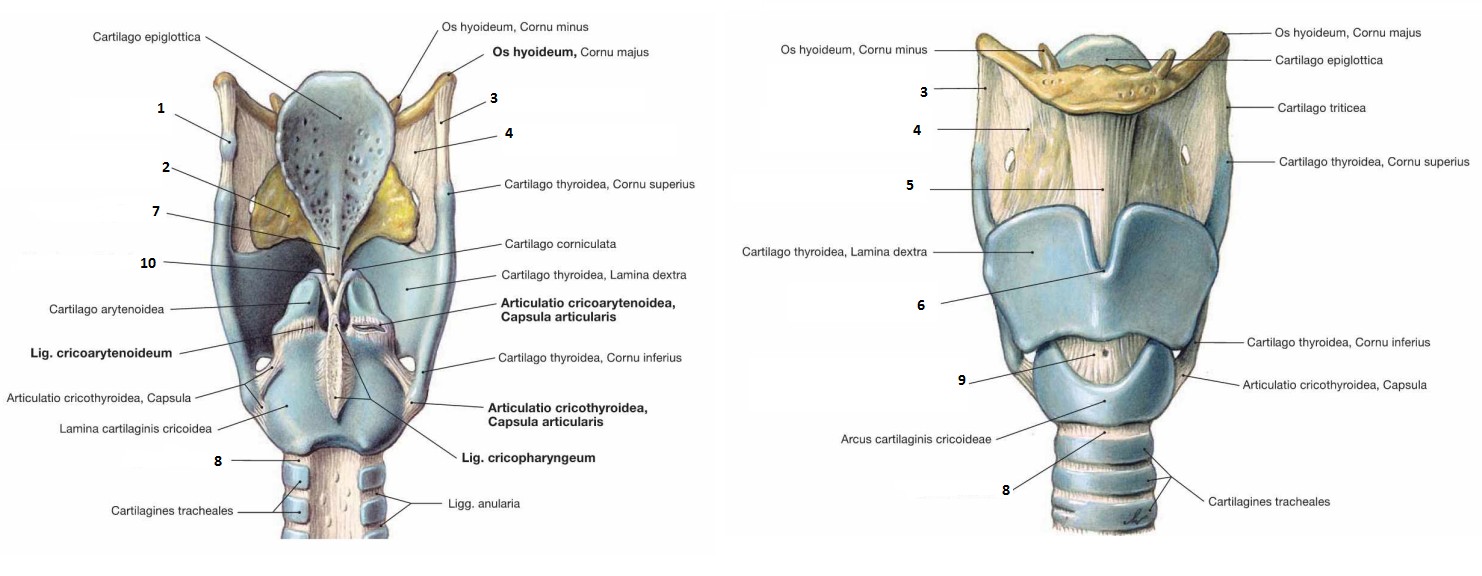 Cartilago epiglottica
Os hyoideum, Cornu minus
Os hyoideum, Cornu majus
1
3
4
2
Cartilago thyroidea, Cornu superius
7
Cartilago corniculata
10
Cartilago thyroidea, Lamina dextra
Cartilago arytenoidea
Articulatio cricoarytenoidea,
Capsula articularis
Lig. cricoarytenoideum
Cartilago thyroidea, Cornu inferius
Articulatio cricothyroidea, Capsula
Articulatio cricothyroidea,
Capsula articularis
Lamina cartilaginis cricoidea
Lig. cricopharyngeum
8
Ligg. anularia
Cartilagines tracheales
Os hyoideum, Cornu majus
Os hyoideum, Cornu minus
Cartilago epiglottica
3
Cartilago triticea
4
Cartilago thyroidea, Cornu superius
5
Cartilago thyroidea, Lamina dextra
6
Cartilago thyroidea, Cornu inferius
9
Articulatio cricothyroidea, Capsula
Arcus cartilaginis cricoideae
8
Cartilagines tracheales